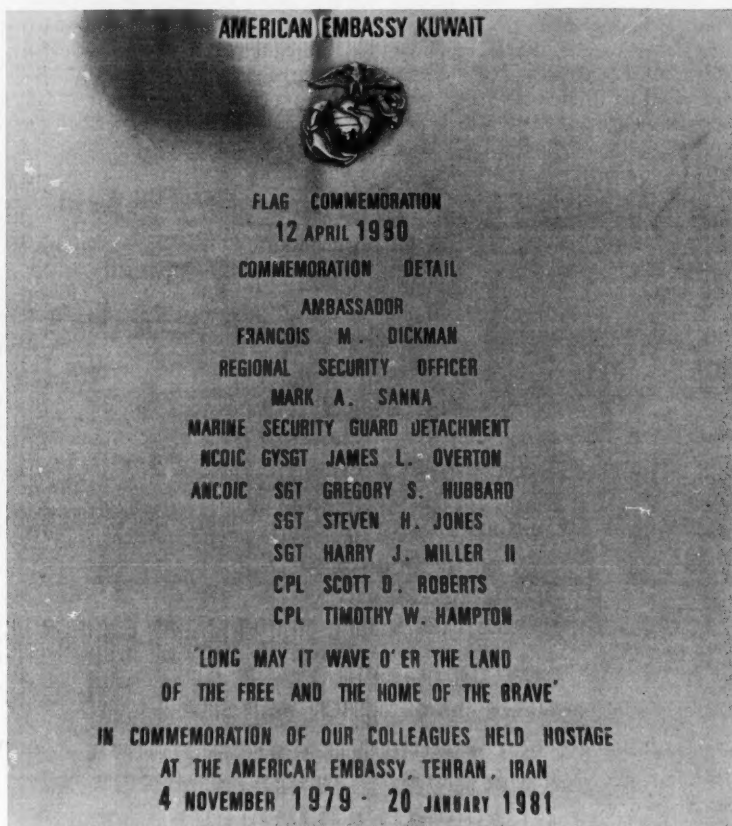 AMERICAN EMBASSY KUWAIT
FLAG COMMEMORATION
12 APRIL 1980
COMMEMORATION DETAIL
AMBASSADOR
FRANCOIS M. DICKMAN
REGIONAL SECURITY OFFICER
MARK A. SANNA
MARINE SECURITY GUARD DETACHMENT
NCOIC GYSGT JAMES L. OVERTON
ANCOIC SGT GREGORY S. HUBBARD
SGT STEVEN H. JONES
SGT HARRY J. MILLER II
CPL SCOTT D. ROBERTS
CPL TIMOTHY W. HAMPTON
'LONG MAY IT WAVE O'ER THE LAND
OF THE FREE AND THE HOME OF THE BRAVE'
IN COMMEMORATION OF OUR COLLEAGUES HELD HOSTAGE
AT THE AMERICAN EMBASSY, TEHRAN, IRAN
4 NOVEMBER 1979 - 20 JANUARY 1981